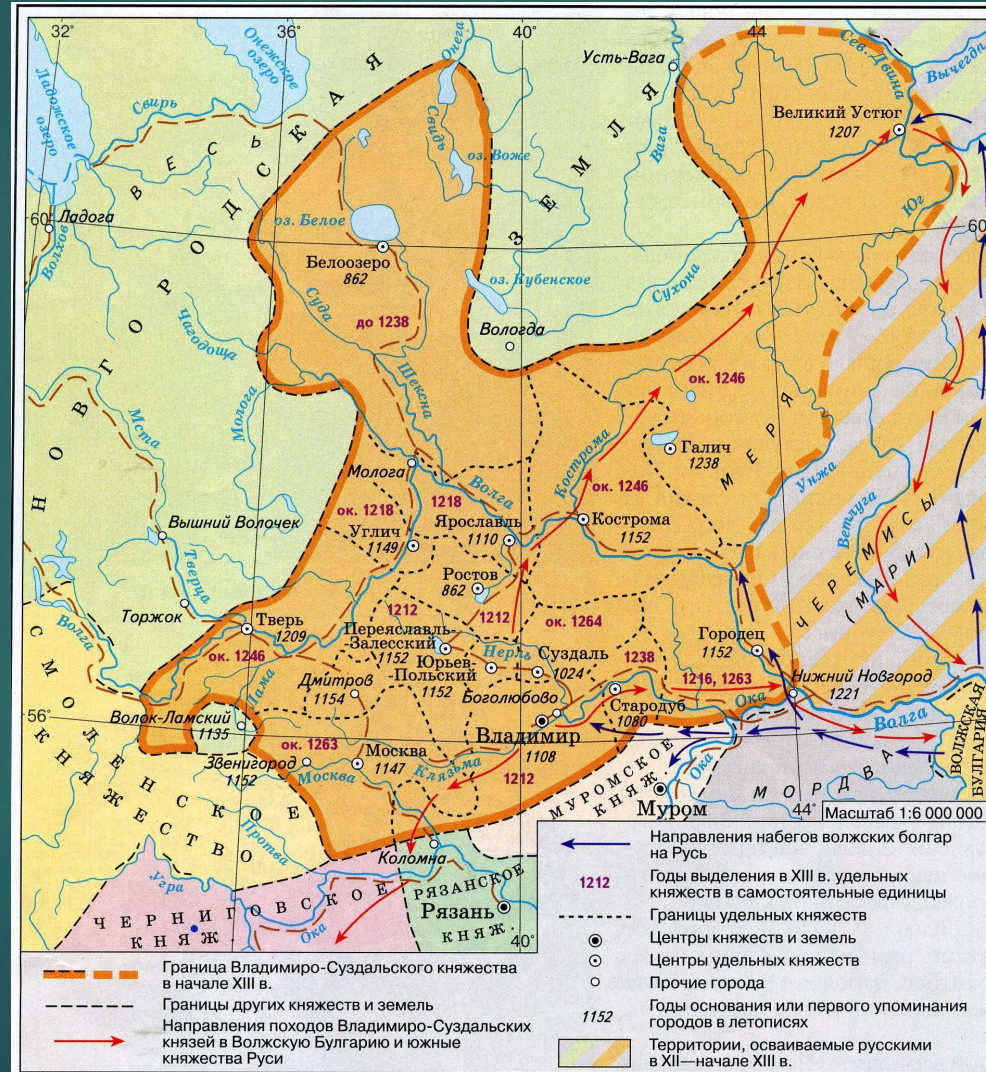 32°
36°
40°
44°
Онежское
озеро
Онега
Усть-Вага
Сев. Двина
Вычегда
Ладожское
озеро
Свирь
Великий Устюг
1207
ВЕСЬ
Свидь
оз. Воже
Вага
НОВГОРОДСКАЯ
ЗЕМЛЯ
60°
60°
Ладога
Волхов
оз. Белое
Юг
Белоозеро
862
оз. Кубенское
Сухона
Суда
до 1238
Вологда
Чагодоща
Шексна
ок. 1246
Молога
Мста
Кострома
Галич
1238
МЕРЯ
Унжа
Молога
Волга
ок. 1246
Ветлуга
ок. 1218
1218
Вышний Волочек
Углич
1149
Ярославль
1110
Кострома
1152
ЧЕРЕМИСЫ
(МАРИ)
Тверца
Ростов
862
Торжок
1212
1212
ок. 1264
Волга
Тверь
1209
Переяславль-
Залесский
1152
Нерль
Городец
1152
ок. 1246
Юрьев-
Польский
1152
Суздаль
1024
1238
1216, 1263
Нижний Новгород
1221
Лама
Дмитров
1154
Боголюбово
Стародуб
1080
Ока
56°
Волок-Ламский
1135
Владимир
1108
Волга
ВОЛЖСКАЯ
БУЛГАРИЯ
ок. 1263
Звенигород
1152
Москва
1147
Москва
Клязьма
1212
Ока
СМОЛЕНСКОЕ
КНЯЖЕСТВО
МУРОМСКОЕ
КНЯЖ.
Муром
МОРДВА
44°
Протва
Коломна
Масштаб 1:6 000 000
Угра
ЧЕРНИГОВСКОЕ
КНЯЖ.
Ока
РЯЗАНСКОЕ
Рязань
КНЯЖ.
40°
Направления набегов волжских болгар
на Русь
1212
Годы выделения в XIII в. удельных
княжеств в самостоятельные единицы
Границы удельных княжеств
Центры княжеств и земель
Центры удельных княжеств
Прочие города
1152
Годы основания или первого упоминания
городов в летописях
Территории, осваиваемые русскими
в XII—начале XIII в.
Граница Владимиро-Суздальского княжества
в начале XIII в.
Границы других княжеств и земель
Направления походов Владимиро-Суздальских
князей в Волжскую Булгарию и южные
княжества Руси